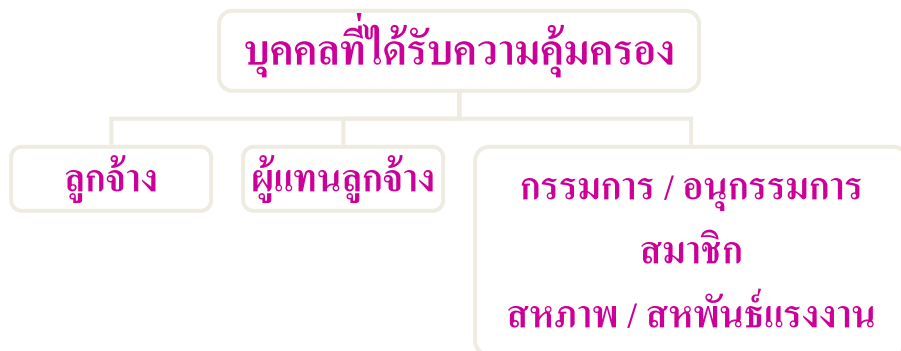 บุคคลที่ได้รับความคุ้มครอง
ลูกจ้าง
ผู้แทนลูกจ้าง
กรรมการ / อนุกรรมการ
สมาชิก
สหภาพ / สหพันธ์แรงงาน